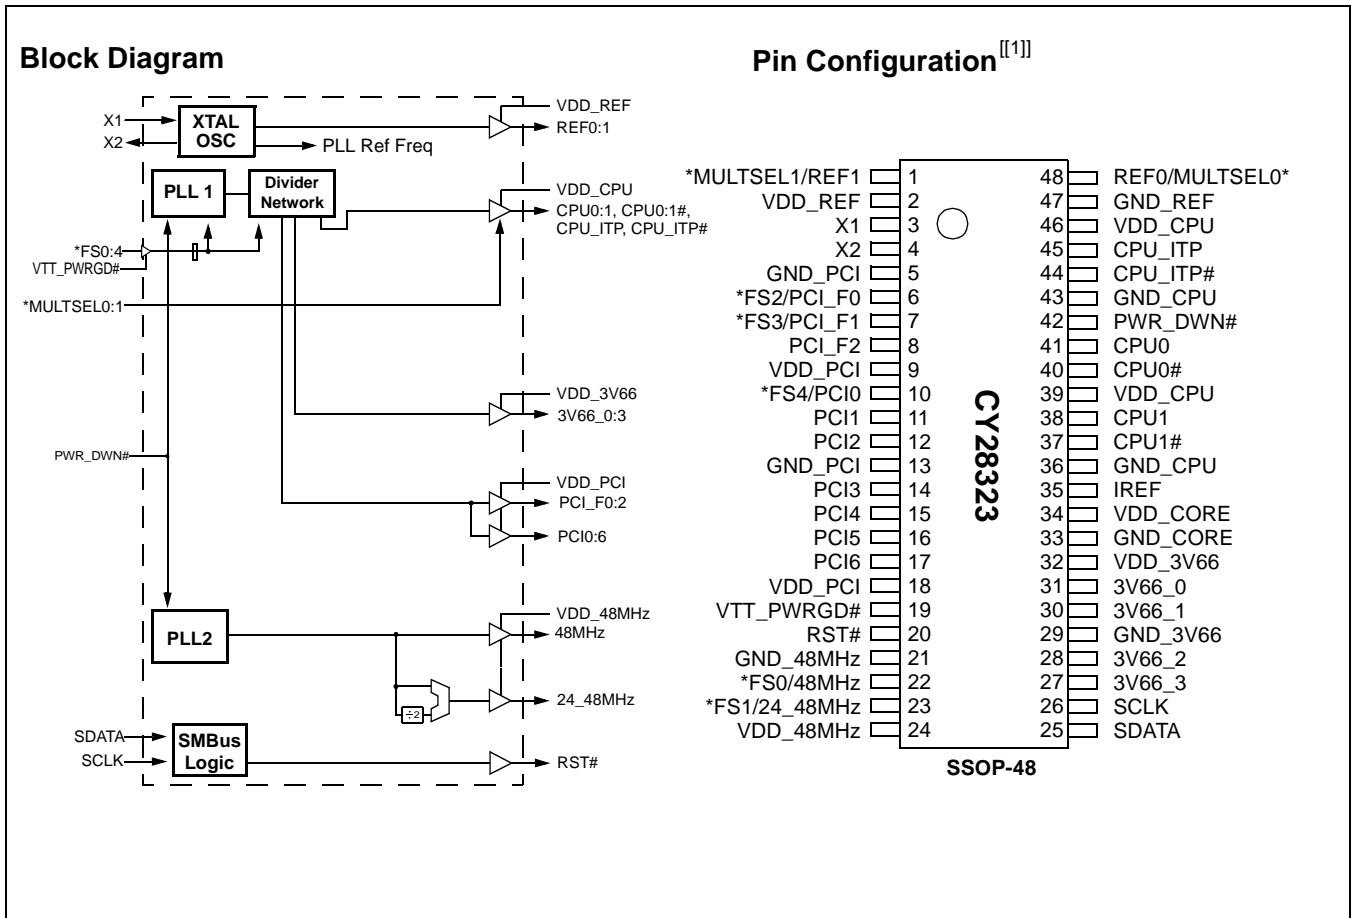 Block Diagram
X1
X2
XTAL
OSC
VDD_REF
REF0:1
PLL Ref Freq
PLL 1
Divider
Network
VDD_CPU
CPU0:1, CPU0:1#,
CPU_ITP, CPU_ITP#
*FS0:4
VTT_PWRGD#
*MULTSEL0:1
VDD_3V66
3V66_0:3
PWR_DWN#
VDD_PCI
PCI_F0:2
PCI0:6
PLL2
VDD_48MHz
48MHz
÷2
24_48MHz
SDATA
SCLK
SMBus
Logic
RST#
Pin Configuration[[1]]
*MULTSEL1/REF1 1 48 REF0/MULTSEL0*
VDD_REF 2 47 GND_REF
X1 3 46 VDD_CPU
X2 4 45 CPU_ITP
GND_PCI 5 44 CPU_ITP#
*FS2/PCI_F0 6 43 GND_CPU
*FS3/PCI_F1 7 42 PWR_DWN#
PCI_F2 8 41 CPU0
VDD_PCI 9 40 CPU0#
*FS4/PCI0 10 39 VDD_CPU
PCI1 11 38 CPU1
PCI2 12 37 CPU1#
GND_PCI 13 36 GND_CPU
PCI3 14 35 IREF
PCI4 15 34 VDD_CORE
PCI5 16 33 GND_CORE
PCI6 17 32 VDD_3V66
VDD_PCI 18 31 3V66_0
VTT_PWRGD# 19 30 3V66_1
RST# 20 29 GND_3V66
GND_48MHz 21 28 3V66_2
*FS0/48MHz 22 27 3V66_3
*FS1/24_48MHz 23 26 SCLK
VDD_48MHz 24 25 SDATA
CY28323
SSOP-48